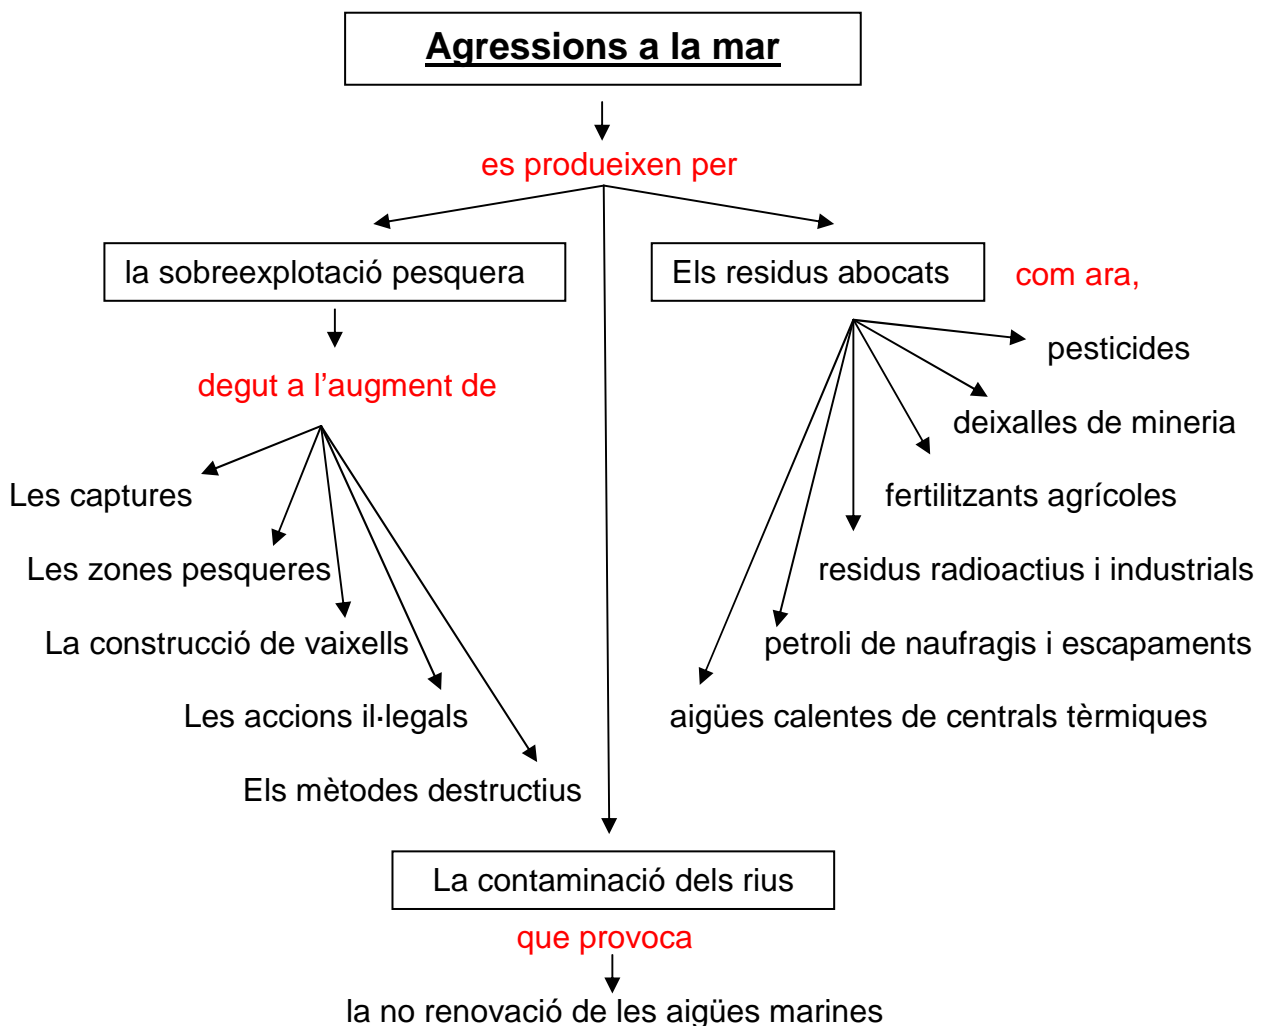 Agressions a la mar
es produeixen per
la sobreexplotació pesquera
degut a l'augment de
Les captures
Les zones pesqueres
La construcció de vaixells
Les accions il·legals
Els mètodes destructius
Els residus abocats
com ara,
pesticides
deixalles de mineria
fertilitzants agrícoles
residus radioactius i industrials
petroli de naufragis i escapaments
aigües calentes de centrals tèrmiques
La contaminació dels rius
que provoca
la no renovació de les aigües marines